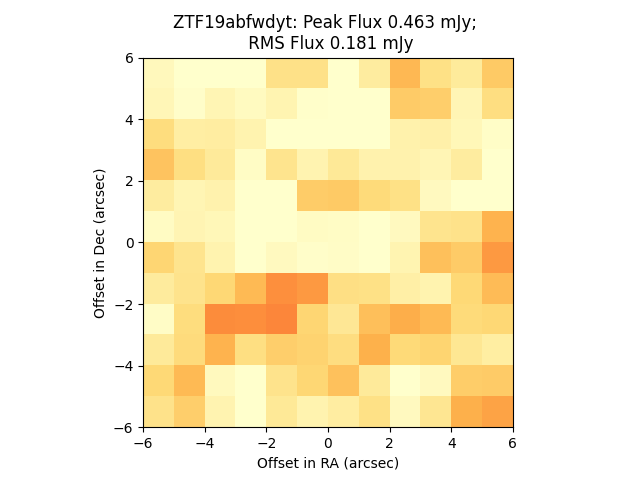 ZTF19abfwdyt: Peak Flux 0.463 mJy;
RMS Flux 0.181 mJy
6
4
2
0
−2
−4
−6
Offset in Dec (arcsec)
−6 −4 −2 0 2 4 6
Offset in RA (arcsec)